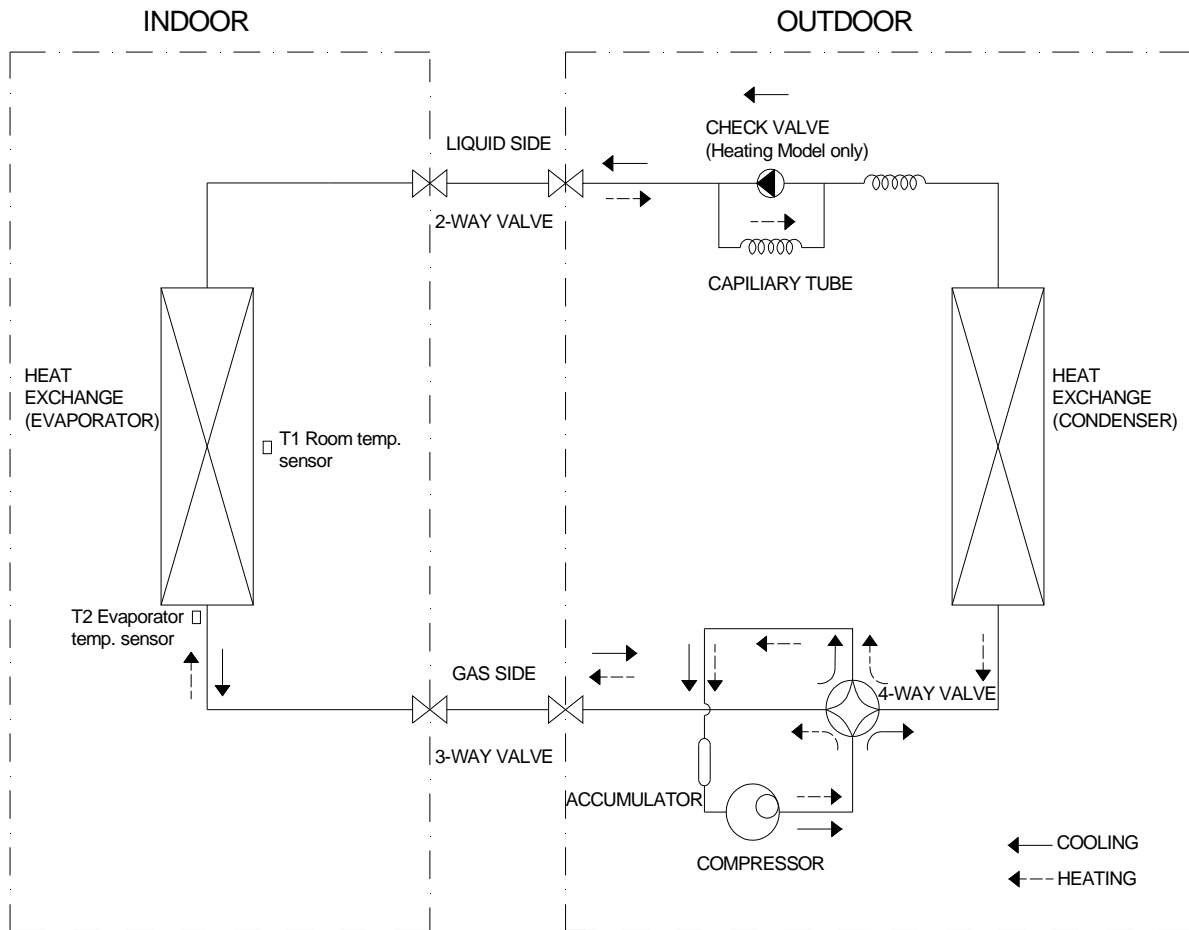 INDOOR
OUTDOOR
LIQUID SIDE
CHECK VALVE
(Heating Model only)
2-WAY VALVE
CAPILIARY TUBE
HEAT
EXCHANGE
(EVAPORATOR)
T1 Room temp.
sensor
HEAT
EXCHANGE
(CONDENSER)
T2 Evaporator
temp. sensor
GAS SIDE
4-WAY VALVE
3-WAY VALVE
ACCUMULATOR
COMPRESSOR
COOLING
HEATING